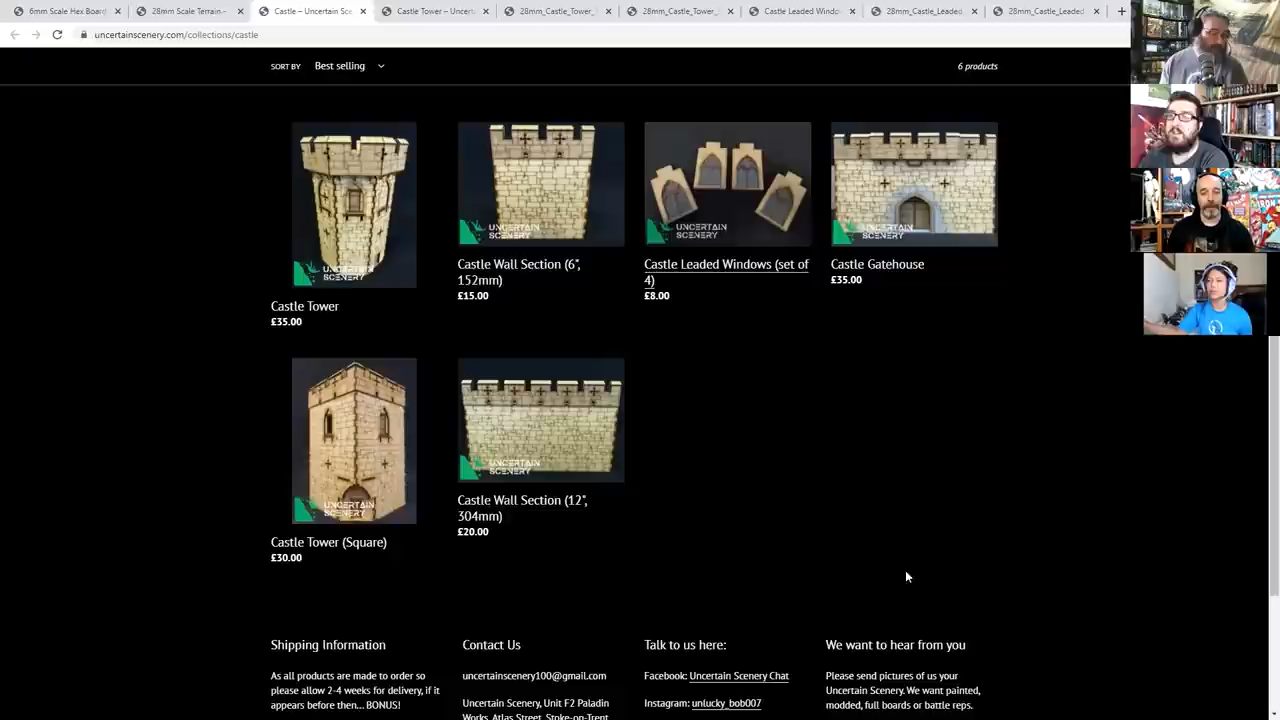 6mm Scale Hex Board
28mm Scale Terrain –
Castle – Uncertain Sce
Castle Tower – Uncert
28mm_Castle_Tower_
28mm_Castle_Tower_
Castle Leaded Window
28mm_Castle_Leaded
28mm_Castle_Leaded
uncertainscenery.com/collections/castle
SORT BY Best selling
6 products
UNCERTAIN
SCENERY
UNCERTAIN
SCENERY
UNCERTAIN
SCENERY
UNCERTAIN
SCENERY
Castle Tower
£35.00
Castle Wall Section (6",
152mm)
£15.00
Castle Leaded Windows (set of
4)
£8.00
Castle Gatehouse
£35.00
UNCERTAIN
SCENERY
UNCERTAIN
SCENERY
Castle Tower (Square)
£30.00
Castle Wall Section (12",
304mm)
£20.00
Shipping Information
As all products are made to order so
please allow 2-4 weeks for delivery, if it
appears before then... BONUS!
Contact Us
uncertainscenery100@gmail.com
Uncertain Scenery, Unit F2 Paladin
Works, Atlas Street, Stoke-on-Trent
Talk to us here:
Facebook: Uncertain Scenery Chat
Instagram: unlucky_bob007
We want to hear from you
Please send pictures of us your
Uncertain Scenery. We want painted,
modded, full boards or battle reps.